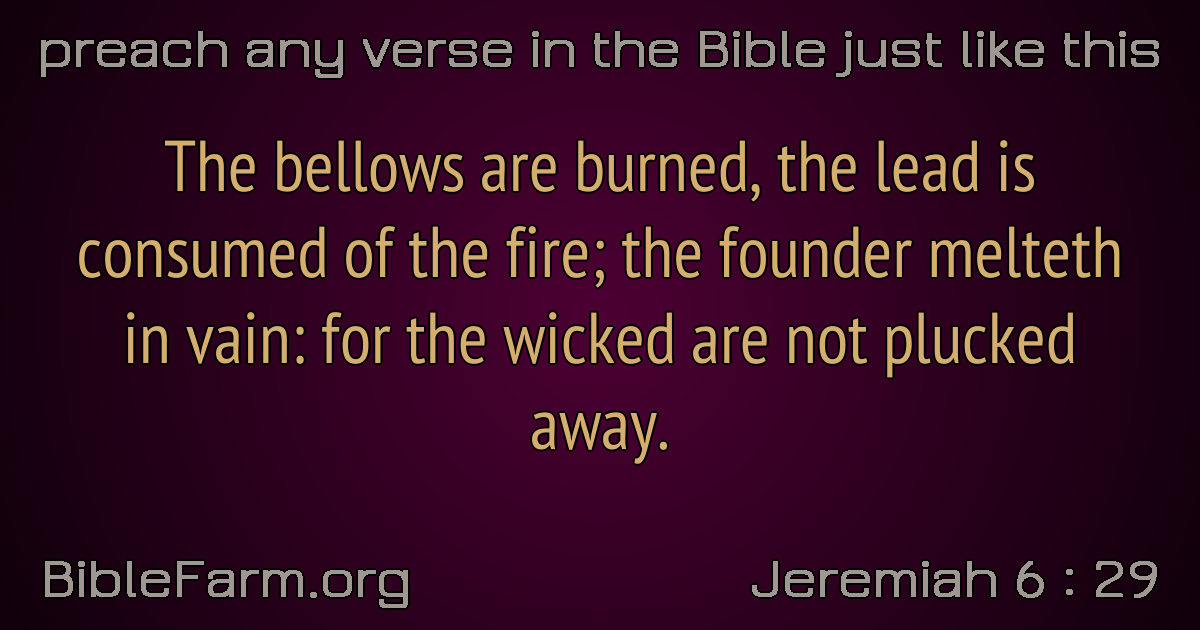 preach any verse in the Bible just like this
The bellows are burned, the lead is
consumed of the fire; the founder melteth
in vain: for the wicked are not plucked
away.
BibleFarm.org
Jeremiah 6 : 29